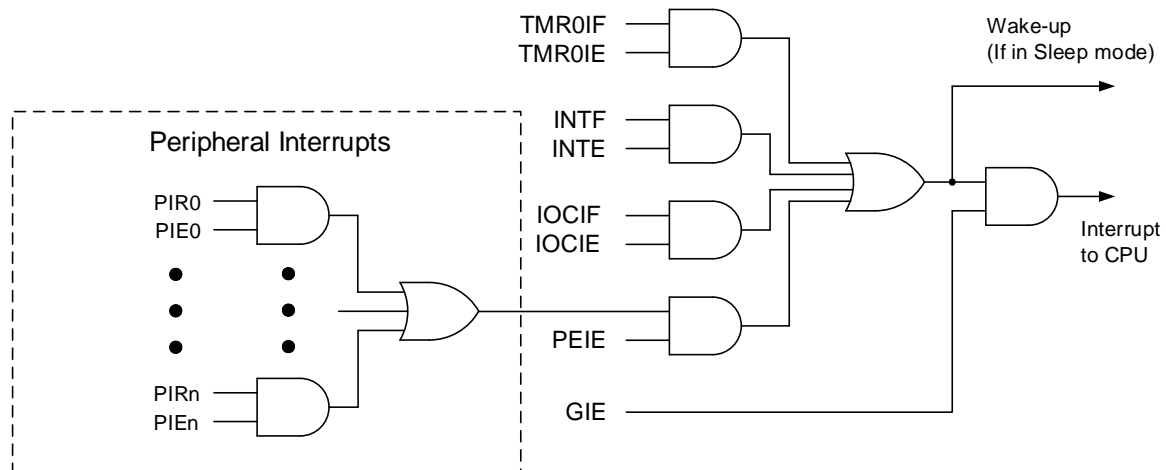 TMR0IF
TMR0IE
Wake-up
(If in Sleep mode)
INTF
INTE
Peripheral Interrupts
PIR0
PIE0
IOCIF
IOCIE
Interrupt
to CPU
PEIE
PIRn
PIEn
GIE